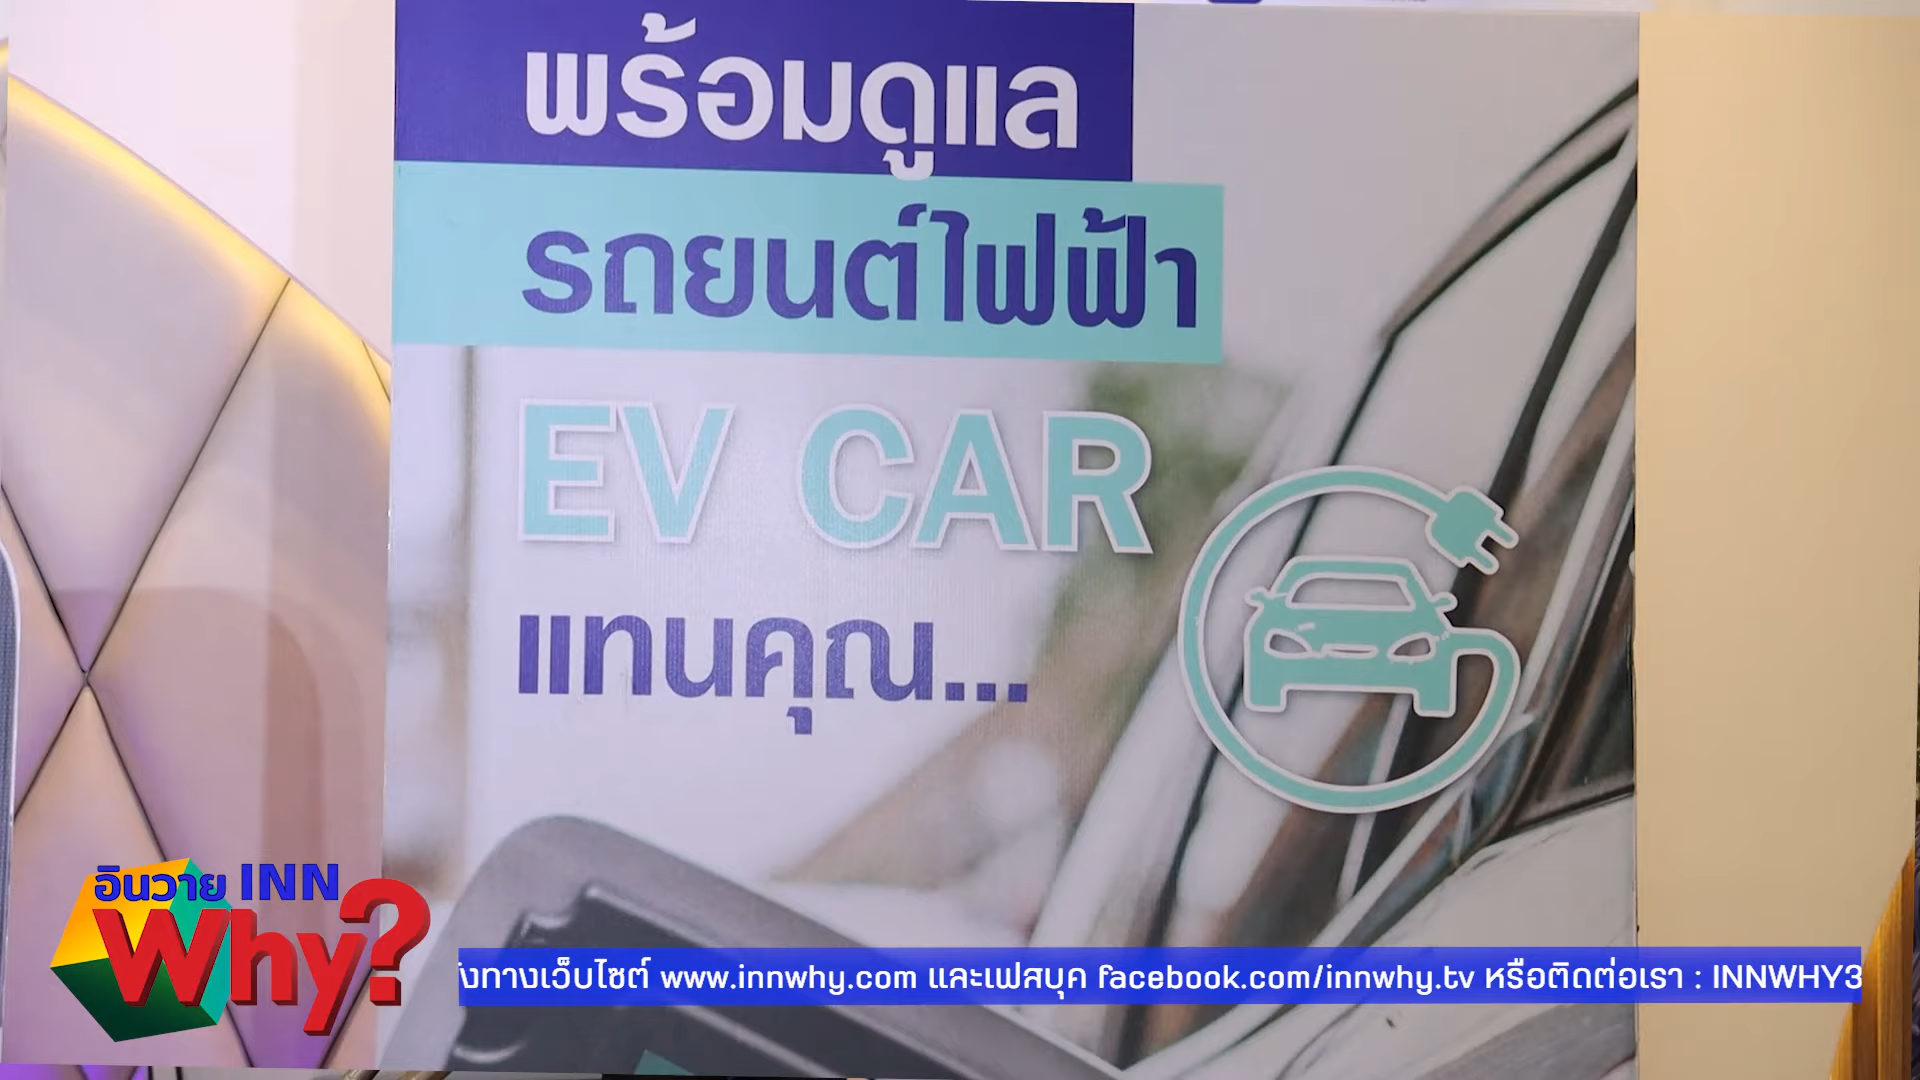 พร้อมดูแล
รถยนต์ไฟฟ้า
EV CAR
แทนคุณ...
อินวาย INN
Why?
ทางเว็บไซต์ www.innwhy.com และเฟสบุค facebook.com/innwhy.tv หรือติดต่อเรา : INNWHY3